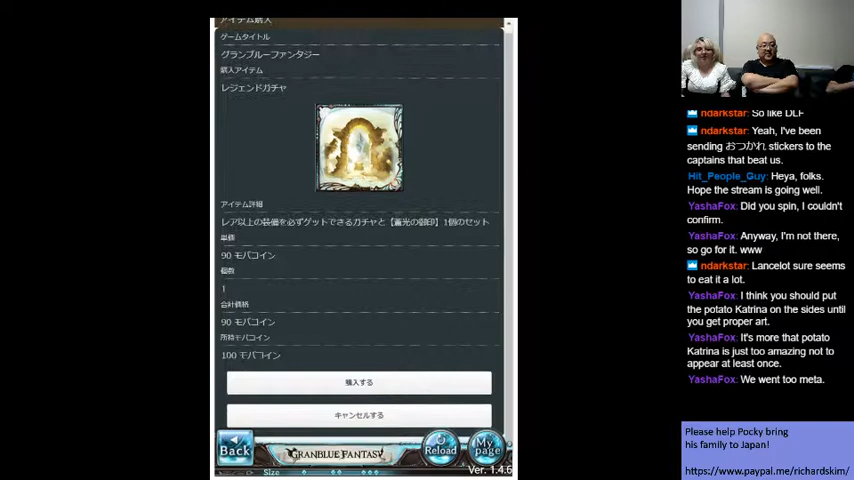 アイテム購入
ゲームタイトル
グランブルーファンタジー
購入アイテム
レジェンドガチャ
アイテム詳細
レア以上の装備を必ずゲットできるガチャと【蒼光の御印】1個のセット
単価
90 モバコイン
個数
1
合計価格
90 モバコイン
所持モバコイン
100 モバコイン
購入する
キャンセルする
Back
GRANBLUE FANTASY
Reload
My page
Size
Ver. 1.4.6
ndarkstar: So like DLF
ndarkstar: Yeah, I've been
sending おつかれ stickers to the
captains that beat us.
Hit_People_Guy: Heya, folks.
Hope the stream is going well.
YashaFox: Did you spin, I couldn't
confirm.
YashaFox: Anyway, I'm not there,
so go for it. www
ndarkstar: Lancelot sure seems
to eat it a lot.
YashaFox: I think you should put
the potato Katrina on the sides until
you get proper art.
YashaFox: It's more that potato
Katrina is just too amazing not to
appear at least once.
YashaFox: We went too meta.
Please help Pocky bring
his family to Japan!
https://www.paypal.me/richardskim/